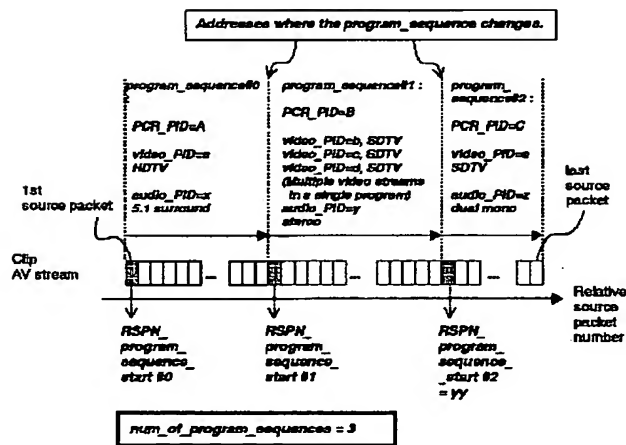 Addresses where the program_sequence changes.
program_sequence#0
PCR_PID=A
video_PID=a
HDTV
audio_PID=x
5.1 surround
program_sequence#1 :
PCR_PID=B
video_PID=b, SDTV
video_PID=c, SDTV
video_PID=d, SDTV
(Multiple video streams
in a single program)
audio_PID=y
stereo
program_
sequence#2 :
PCR_PID=C
video_PID=e
SDTV
audio_PID=z
dual mono
1st
source packet
last
source
packet
Clip
AV stream
...
...
...
Relative
source
packet
number
RSPN_
program_
sequence_
start #0
RSPN_
program_
sequence_
start #1
RSPN_
program_
sequence_
_start #2
= yy
num_of_program_sequences = 3